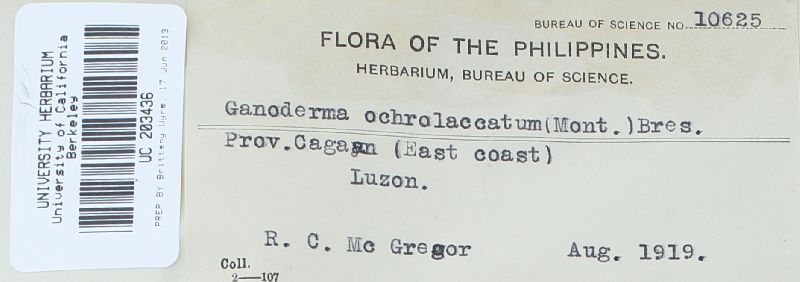 UNIVERSITY HERBARIUM
University of California
Berkeley
UC 203436
PREP BY Brittany Wyre, 17 Jun 2013
BUREAU OF SCIENCE NO. 10625
FLORA OF THE PHILIPPINES.
HERBARIUM, BUREAU OF SCIENCE.
Ganoderma ochrolaccatum(Mont.)Bres.
Prov.Cagaan (East coast)
Luzon.
R. C. Mc Gregor Aug. 1919.
Coll.
2—107